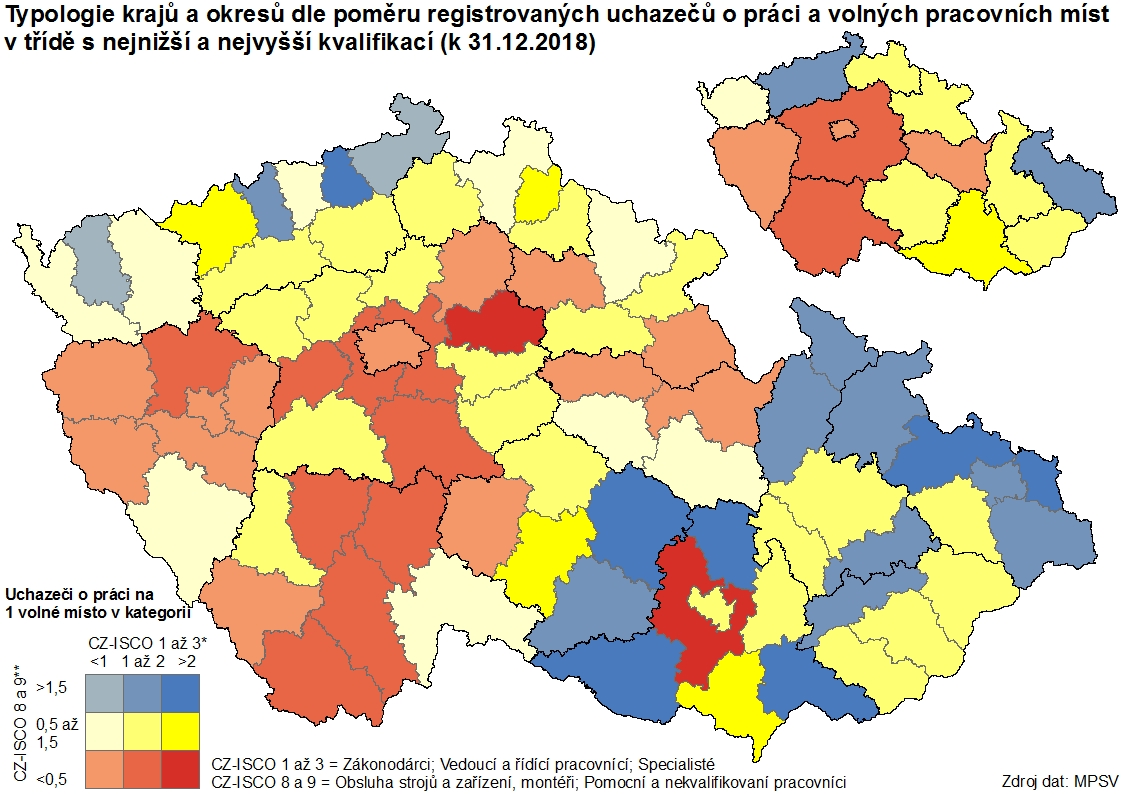 Typologie krajů a okresů dle poměru registrovaných uchazečů o práci a volných pracovních míst
v třídě s nejnižší a nejvyšší kvalifikací (k 31.12.2018)
Uchazeči o práci na
1 volné místo v kategorii
CZ-ISCO 1 až 3*
<1 1 až 2 >2
CZ-ISCO 8 a 9**
>1,5
0,5 až
1,5
<0,5
CZ-ISCO 1 až 3 = Zákonodárci; Vedoucí a řídící pracovnící; Specialisté
CZ-ISCO 8 a 9 = Obsluha strojů a zařízení, montéři; Pomocní a nekvalifikovaní pracovníci
Zdroj dat: MPSV